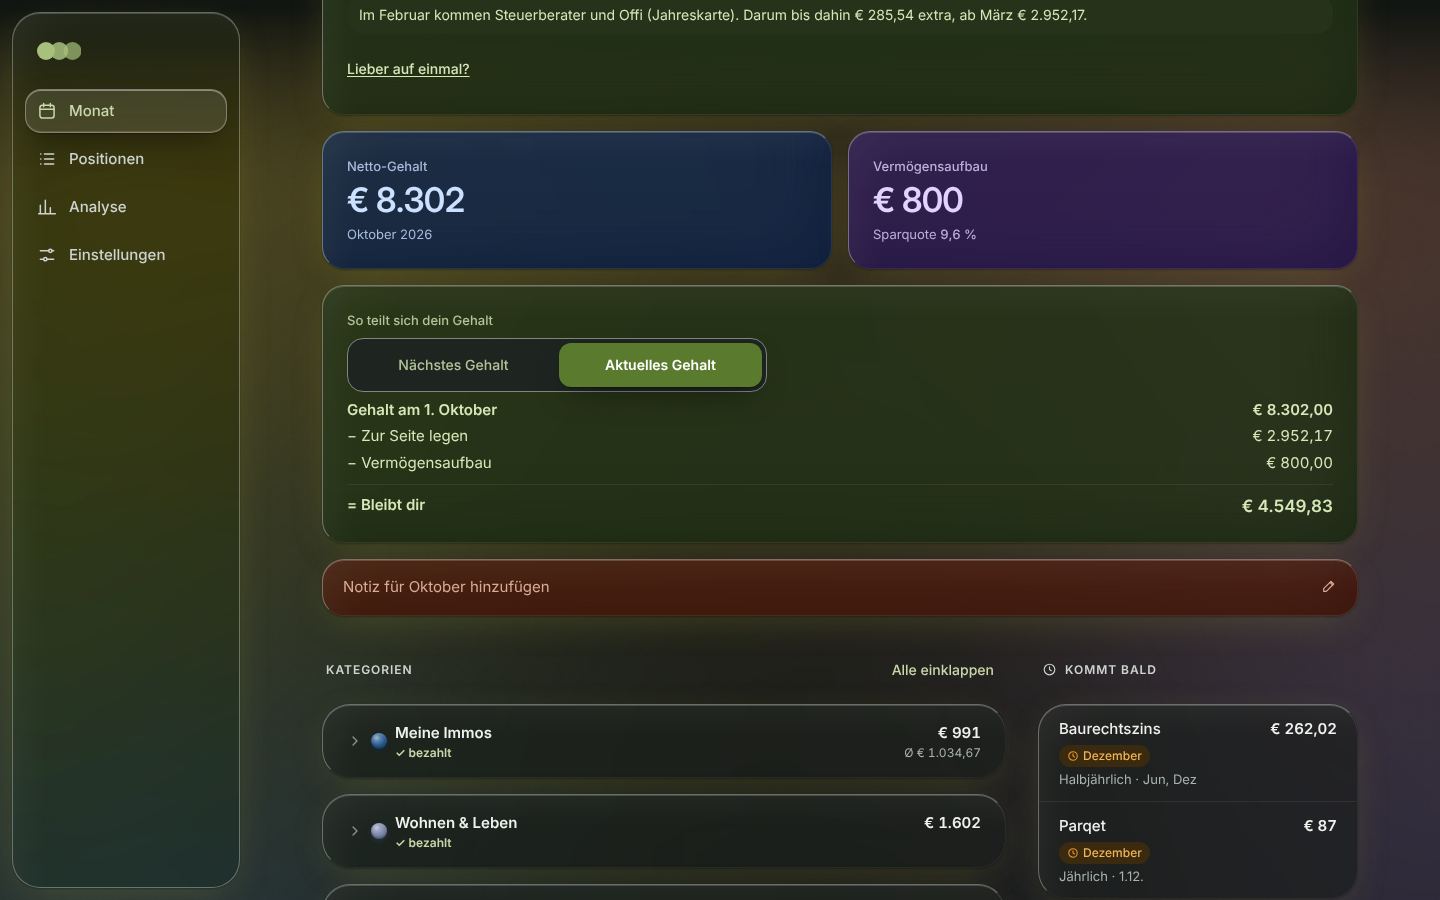 Im Februar kommen Steuerberater und Offi (Jahreskarte). Darum bis dahin € 285,54 extra, ab März € 2.952,17.
Lieber auf einmal?
Monat
Positionen
Analyse
Einstellungen
Netto-Gehalt
€ 8.302
Oktober 2026
Vermögensaufbau
€ 800
Sparquote 9,6 %
So teilt sich dein Gehalt
Nächstes Gehalt
Aktuelles Gehalt
Gehalt am 1. Oktober € 8.302,00
− Zur Seite legen € 2.952,17
− Vermögensaufbau € 800,00
= Bleibt dir € 4.549,83
Notiz für Oktober hinzufügen
KATEGORIEN
Alle einklappen
Meine Immos € 991
✓ bezahlt Ø € 1.034,67
Wohnen & Leben € 1.602
✓ bezahlt
KOMMT BALD
Baurechtszins € 262,02
Dezember
Halbjährlich · Jun, Dez
Parqet € 87
Dezember
Jährlich · 1.12.